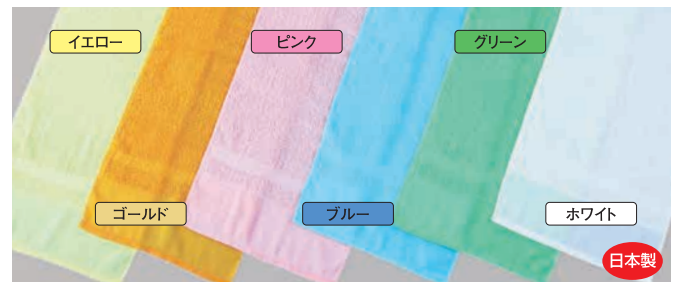 イエロー
ピンク
グリーン
ゴールド
ブルー
ホワイト
日本製